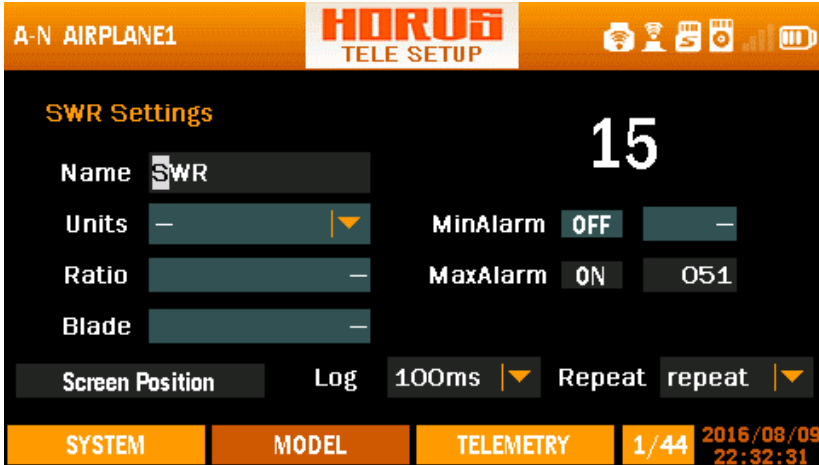 A-N AIRPLANE1
HORUS
TELE SETUP
SWR Settings
15
Name SWR
Units – MinAlarm OFF –
Ratio – MaxAlarm ON 051
Blade –
Screen Position Log 100ms Repeat repeat
SYSTEM MODEL TELEMETRY 1/44 2016/08/09
22:32:31